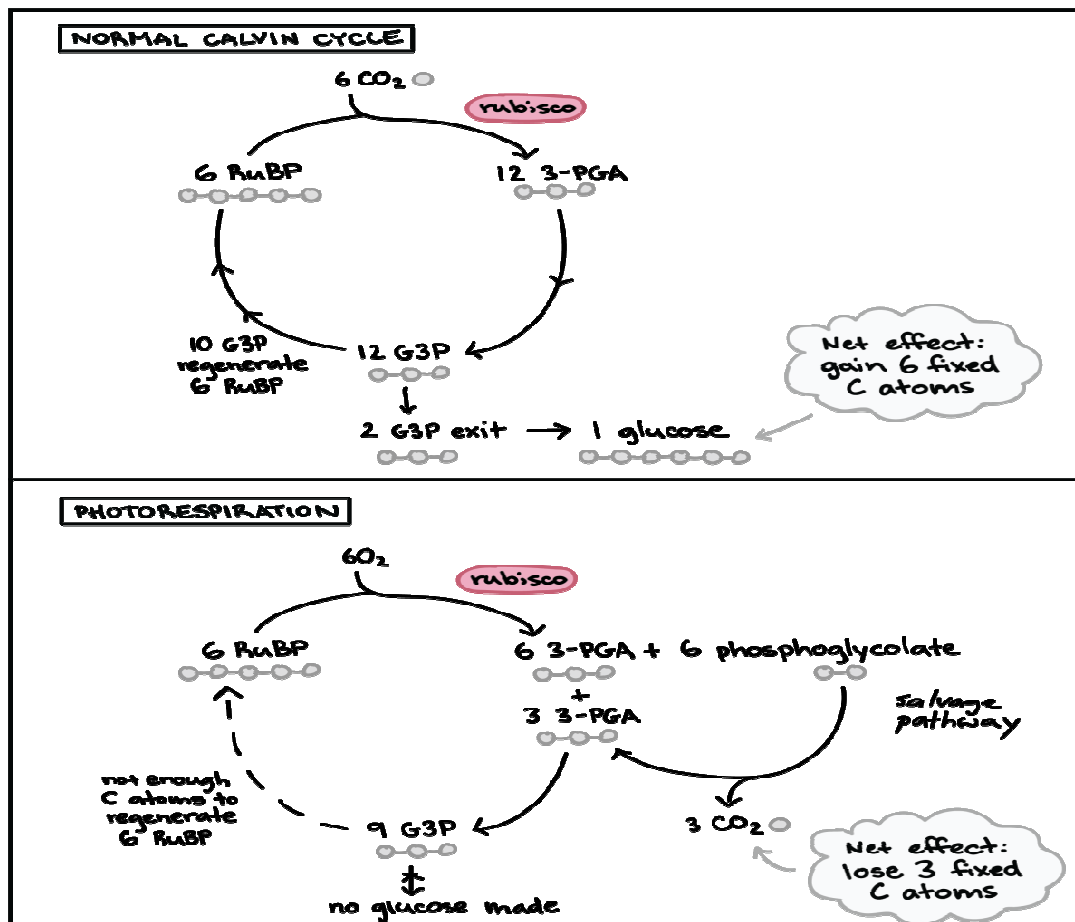 NORMAL CALVIN CYCLE
6 CO₂
rubisco
6 RuBP
12 3-PGA
10 G3P
regenerate
6 RuBP
12 G3P
Net effect:
gain 6 fixed
C atoms
2 G3P exit → 1 glucose
PHOTORESPIRATION
6O₂
rubisco
6 RuBP
6 3-PGA + 6 phosphoglycolate
+
3 3-PGA
salvage
pathway
not enough
C atoms to
regenerate
6 RuBP
9 G3P
3 CO₂
Net effect:
lose 3 fixed
C atoms
no glucose made